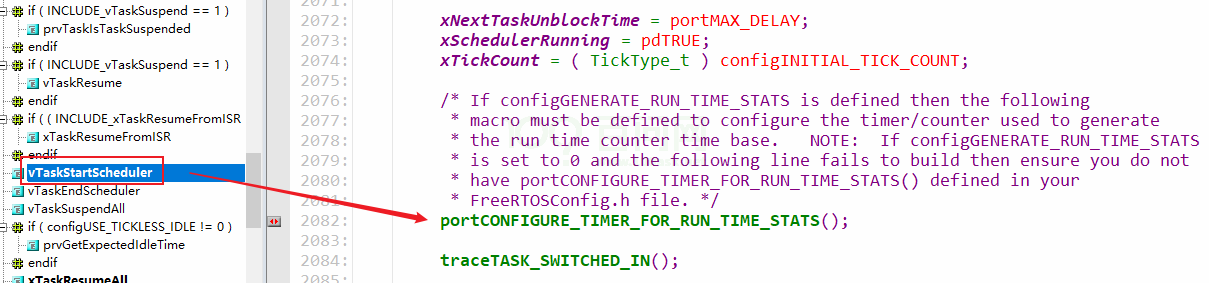 if ( INCLUDE_vTaskSuspend == 1 )
prvTaskIsTaskSuspended
endif
if ( INCLUDE_vTaskSuspend == 1 )
vTaskResume
endif
if ( ( INCLUDE_xTaskResumeFromISR
xTaskResumeFromISR
endif
vTaskStartScheduler
vTaskEndScheduler
vTaskSuspendAll
if ( configUSE_TICKLESS_IDLE != 0 )
prvGetExpectedIdleTime
endif
xTaskResumeAll
2071:
2072: xNextTaskUnblockTime = portMAX_DELAY;
2073: xSchedulerRunning = pdTRUE;
2074: xTickCount = ( TickType_t ) configINITIAL_TICK_COUNT;
2075:
2076: /* If configGENERATE_RUN_TIME_STATS is defined then the following
2077: * macro must be defined to configure the timer/counter used to generate
2078: * the run time counter time base. NOTE: If configGENERATE_RUN_TIME_STATS
2079: * is set to 0 and the following line fails to build then ensure you do not
2080: * have portCONFIGURE_TIMER_FOR_RUN_TIME_STATS() defined in your
2081: * FreeRTOSConfig.h file. */
2082: portCONFIGURE_TIMER_FOR_RUN_TIME_STATS();
2083:
2084: traceTASK_SWITCHED_IN();
2085: